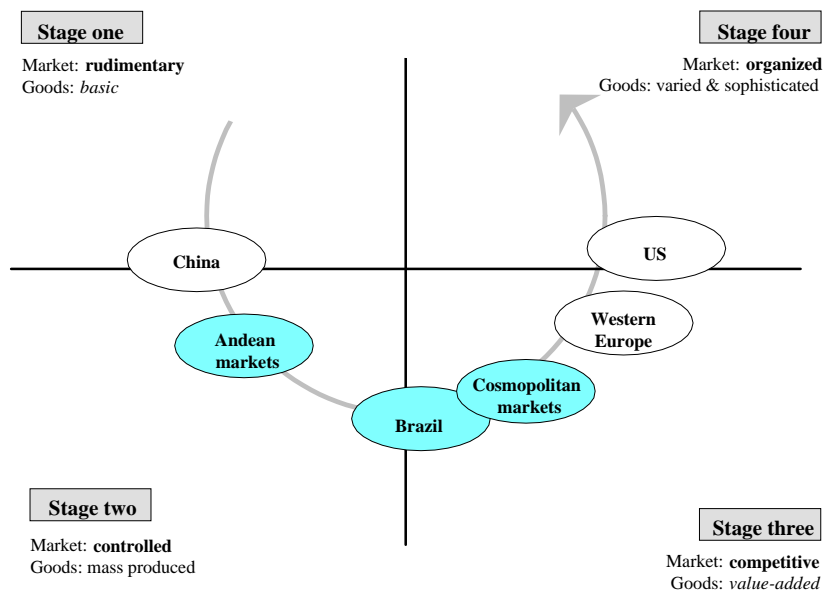 Stage one
Market: rudimentary
Goods: basic
Stage four
Market: organized
Goods: varied & sophisticated
China
US
Andean
markets
Western
Europe
Cosmopolitan
markets
Brazil
Stage two
Market: controlled
Goods: mass produced
Stage three
Market: competitive
Goods: value-added